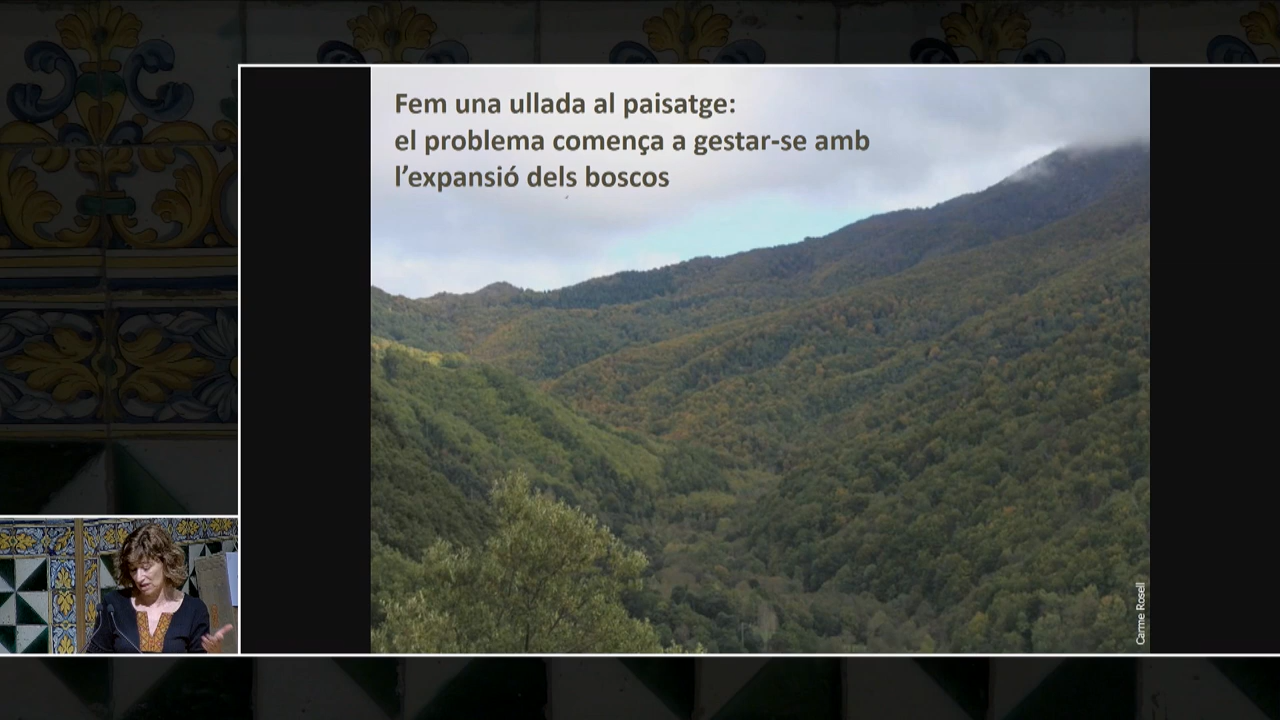 Fem una ullada al paisatge:
el problema comença a gestar-se amb
l’expansió dels boscos
Carme Rosell